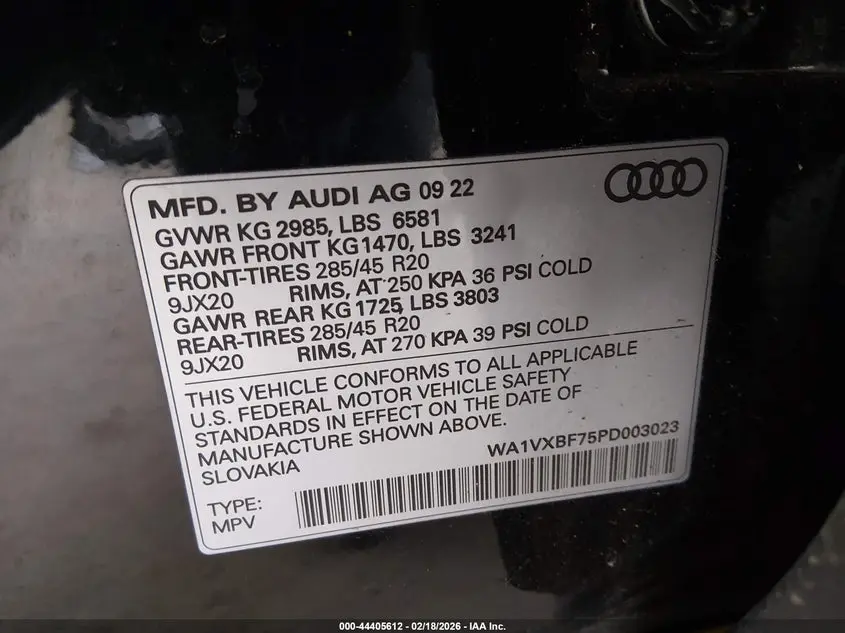 MFD. BY AUDI AG 09 22
GVWR KG 2985, LBS 6581
GAWR FRONT KG1470, LBS 3241
FRONT-TIRES 285/45 R20
9JX20 RIMS, AT 250 KPA 36 PSI COLD
GAWR REAR KG 1725, LBS 3803
REAR-TIRES 285/45 R20
9JX20 RIMS, AT 270 KPA 39 PSI COLD
THIS VEHICLE CONFORMS TO ALL APPLICABLE
U.S. FEDERAL MOTOR VEHICLE SAFETY
STANDARDS IN EFFECT ON THE DATE OF
MANUFACTURE SHOWN ABOVE.
SLOVAKIA
WA1VXBF75PD003023
TYPE:
MPV
000-44405612 | 02/18/2026 - IAA Inc.